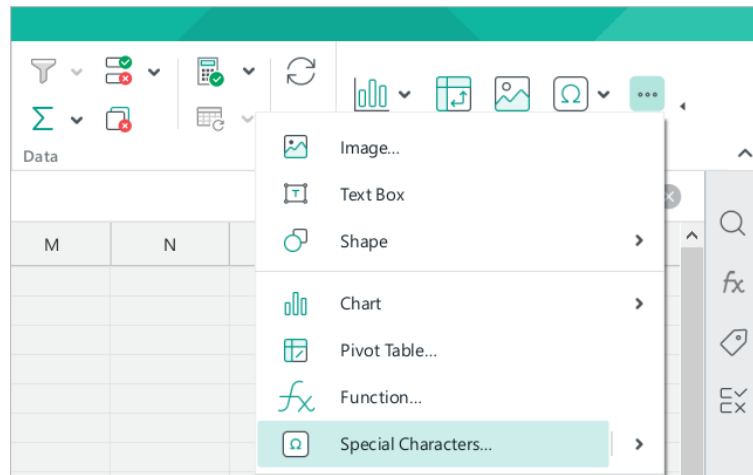 Data
M N
Image...
Text Box
Shape
Chart
Pivot Table...
Function...
Special Characters...